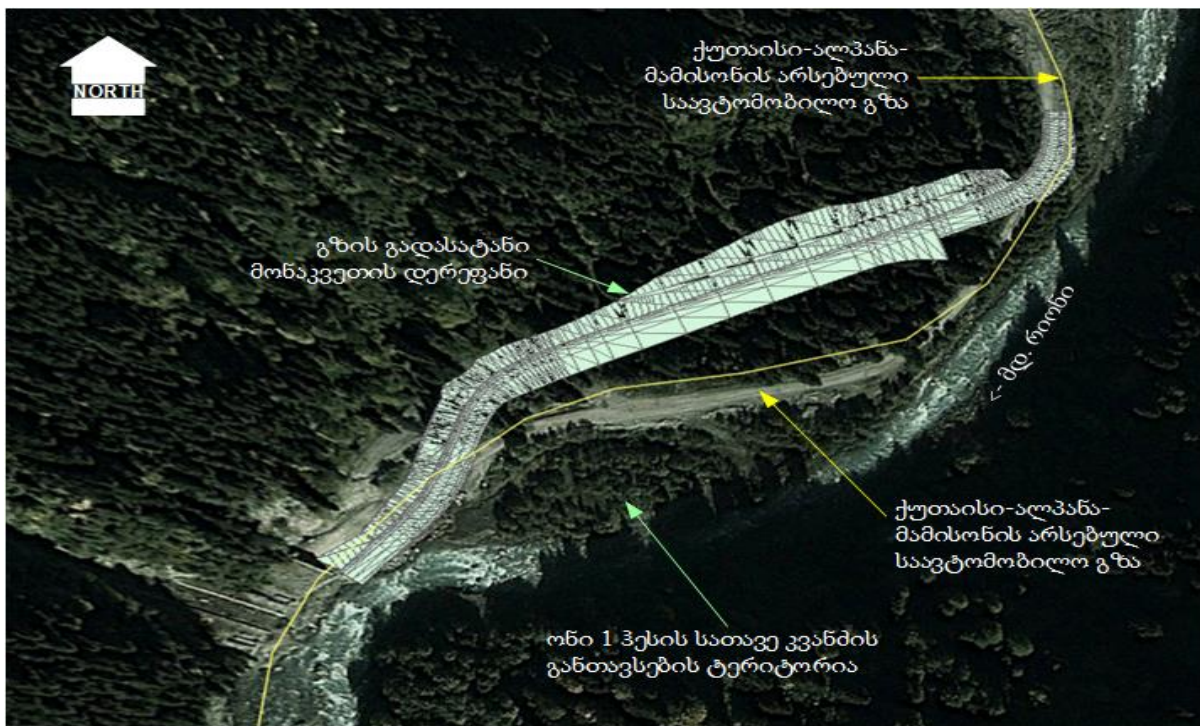 NORTH
ქუთაისი-ალპანა-
მამისონის არსებული
საავტომობილო გზა
გზის გადასატანი
მონაკვეთის დერეფანი
<- მდ. რიონი
ქუთაისი-ალპანა-
მამისონის არსებული
საავტომობილო გზა
ონი 1 ჰესის სათავე კვანძის
განთავსების ტერიტორია